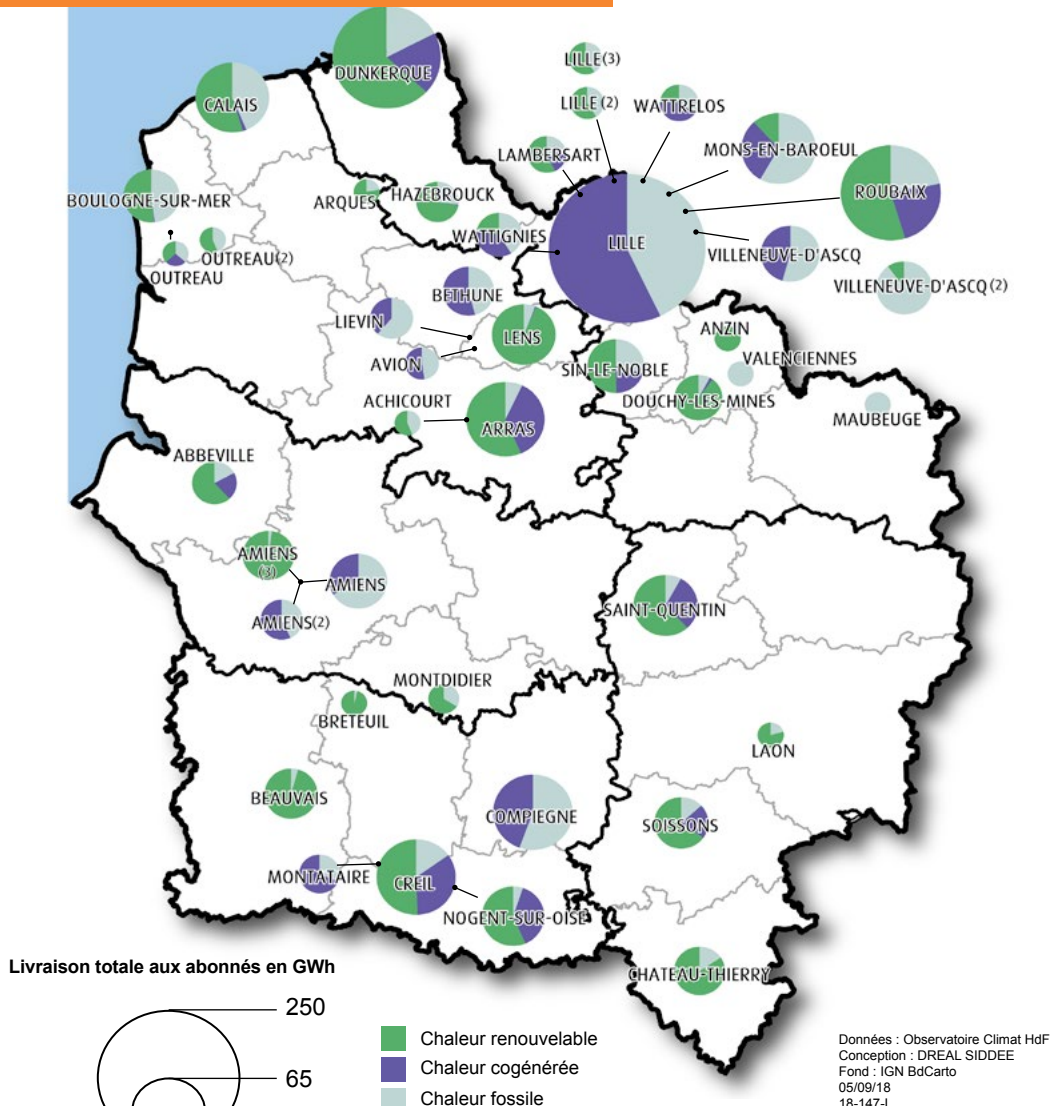 DUNKERQUE
LILLE(3)
CALAIS
LILLE (2)
WATTRELOS
LAMBERSART
MONS-EN-BAROEUL
BOULOGNE-SUR-MER
ARQUES
HAZEBROUCK
ROUBAIX
WATTIGNIES
LILLE
VILLENEUVE-D'ASCQ
OUTREAU(2)
OUTREAU
VILLENEUVE-D'ASCQ(2)
BETHUNE
LIEVIN
LENS
ANZIN
AVION
SIN-LE-NOBLE
VALENCIENNES
ACHICOURT
DOUCHY-LES-MINES
ARRAS
MAUBEUGE
ABBEVILLE
AMIENS
(3)
AMIENS
AMIENS(2)
SAINT-QUENTIN
MONTDIDIER
BRETEUIL
LAON
BEAUVAIS
COMPIEGNE
SOISSONS
MONTATAIRE
CREIL
NOGENT-SUR-OISE
CHATEAU-THIERRY
Livraison totale aux abonnés en GWh
250
65
Chaleur renouvelable
Chaleur cogénérée
Chaleur fossile
Données : Observatoire Climat HdF
Conception : DREAL SIDDEE
Fond : IGN BdCarto
05/09/18
18-147-I